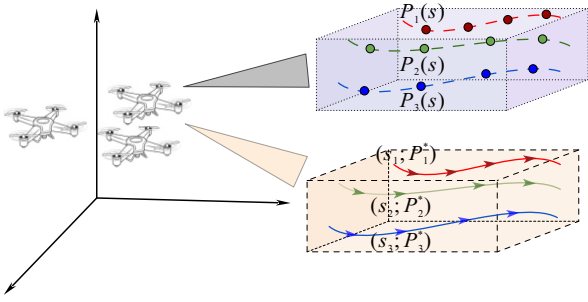 P₁(s)
P₂(s)
P₃(s)
(s₁; P₁*)
(s₂; P₂*)
(s₃; P₃*)